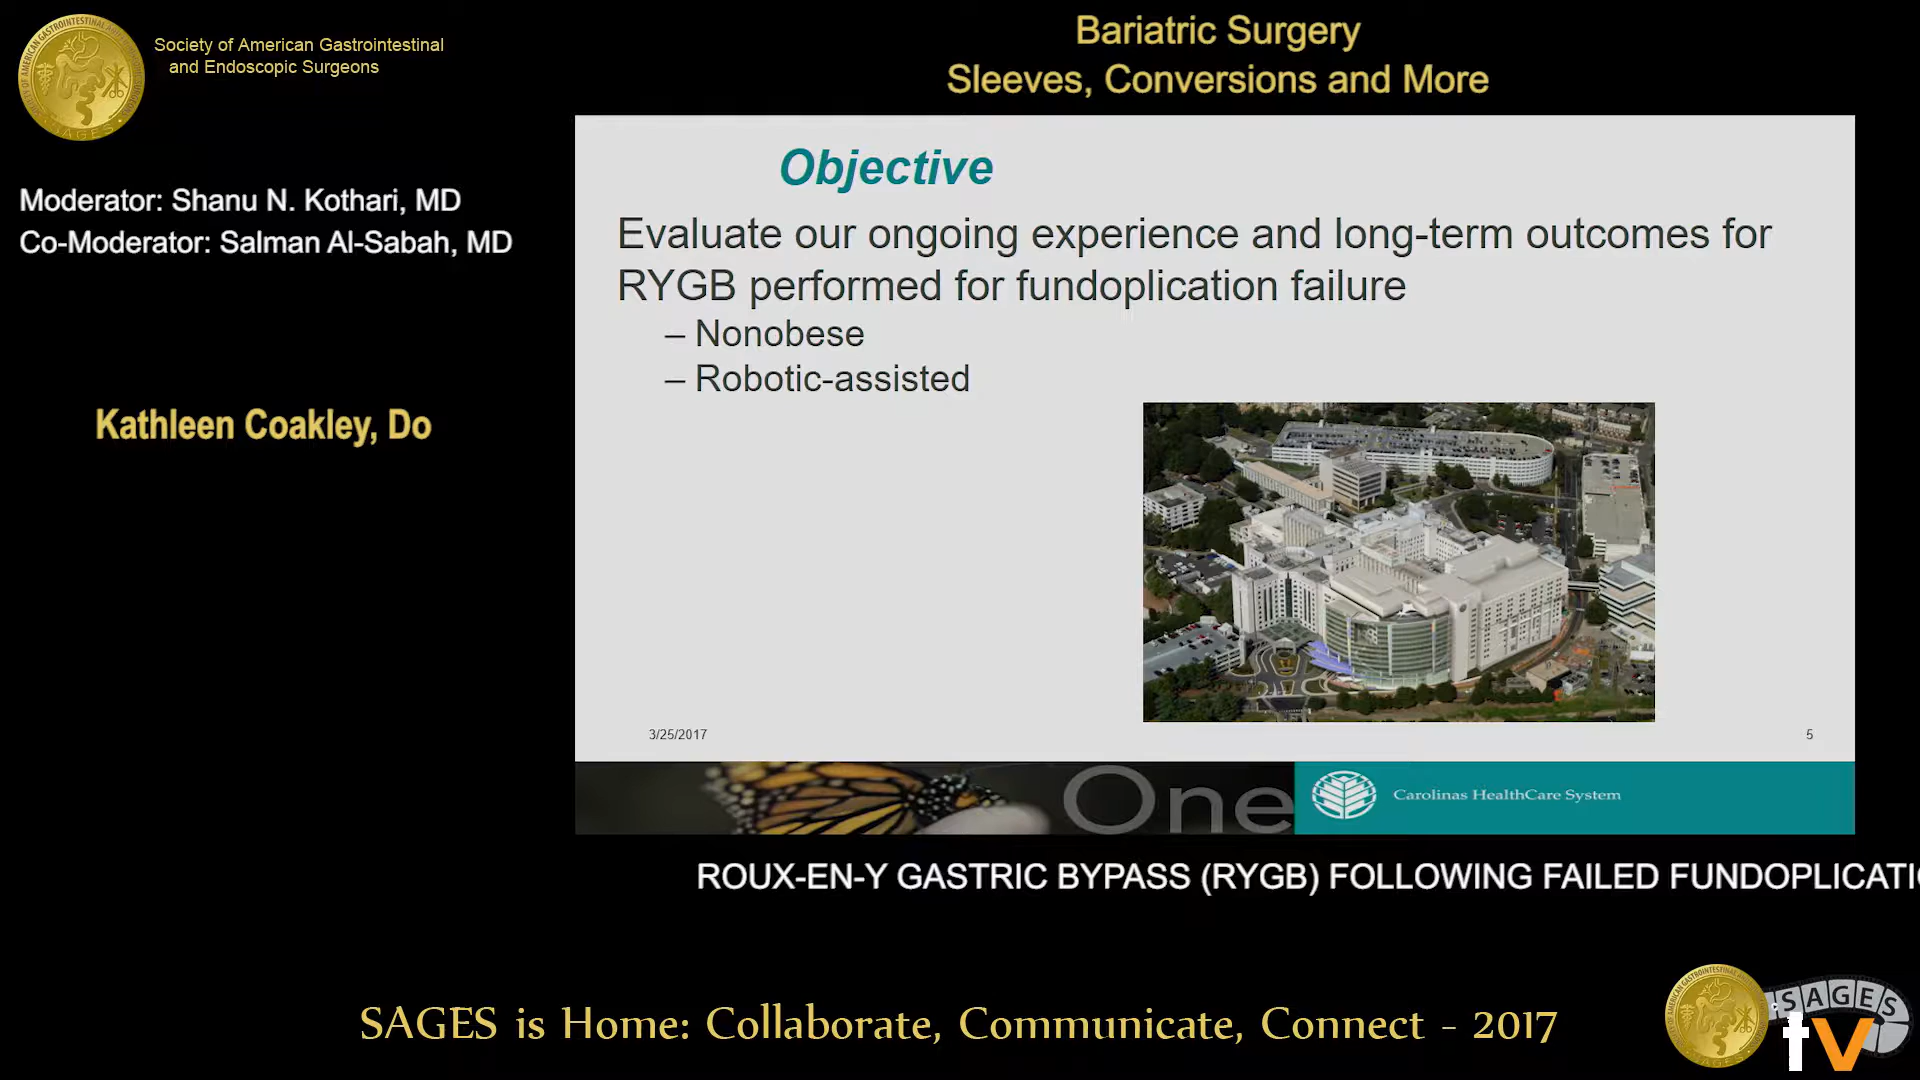 Society of American Gastrointestinal
and Endoscopic Surgeons
Bariatric Surgery
Sleeves, Conversions and More
Moderator: Shanu N. Kothari, MD
Co-Moderator: Salman Al-Sabah, MD
Kathleen Coakley, Do
Objective
Evaluate our ongoing experience and long-term outcomes for
RYGB performed for fundoplication failure
– Nonobese
– Robotic-assisted
3/25/2017
5
One
Carolinas HealthCare System
ROUX-EN-Y GASTRIC BYPASS (RYGB) FOLLOWING FAILED FUNDOPLICATI
SAGES is Home: Collaborate, Communicate, Connect - 2017
SAGES
tv